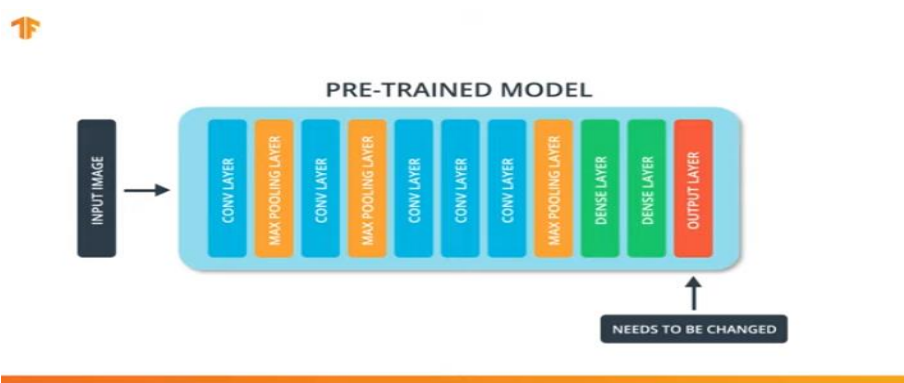 PRE-TRAINED MODEL
INPUT IMAGE
CONV LAYER
MAX POOLING LAYER
CONV LAYER
MAX POOLING LAYER
CONV LAYER
CONV LAYER
CONV LAYER
MAX POOLING LAYER
DENSE LAYER
DENSE LAYER
OUTPUT LAYER
NEEDS TO BE CHANGED